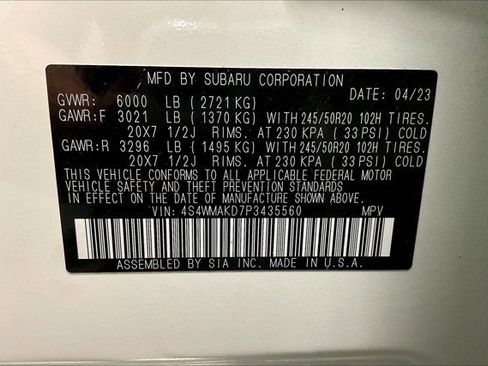 MFD BY SUBARU CORPORATION DATE: 04/23
GVWR: 6000 LB (2721 KG)
GAWR:F 3021 LB (1370 KG) WITH 245/50R20 102H TIRES.
20X7 1/2J RIMS. AT 230 KPA (33 PSI) COLD
GAWR:R 3296 LB (1495 KG) WITH 245/50R20 102H TIRES.
20X7 1/2J RIMS. AT 230 KPA (33 PSI) COLD
THIS VEHICLE CONFORMS TO ALL APPLICABLE FEDERAL MOTOR
VEHICLE SAFETY AND THEFT PREVENTION STANDARDS
IN EFFECT ON THE DATE OF MANUFACTURE SHOWN ABOVE.
VIN: 4S4WMAKD7P3435560 MPV
ASSEMBLED BY SIA INC. MADE IN U.S.A.